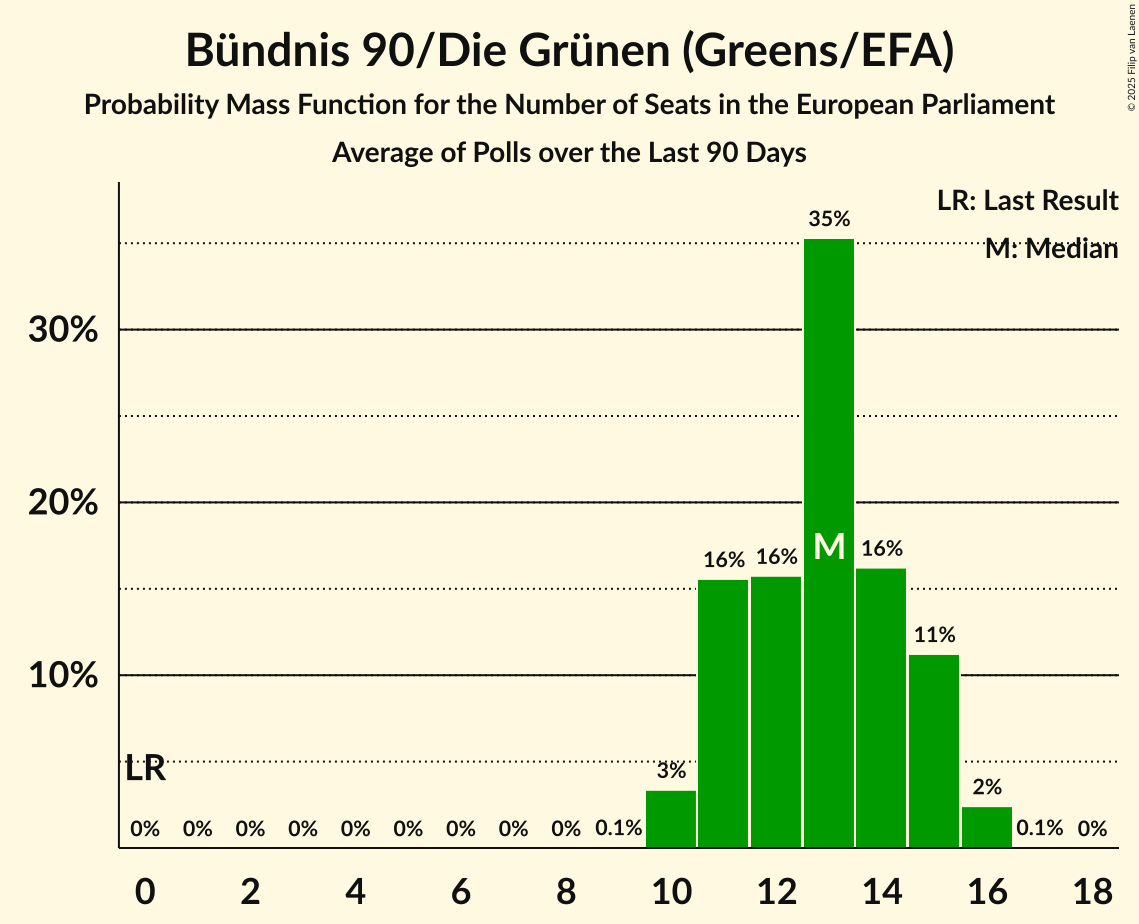 Bündnis 90/Die Grünen (Greens/EFA)
Probability Mass Function for the Number of Seats in the European Parliament
Average of Polls over the Last 90 Days
© 2025 Filip van Laenen
LR: Last Result
M: Median
35%
30%
20%
M
16% 16% 16%
11%
10%
LR
3% 2%
0% 0% 0% 0% 0% 0% 0% 0% 0% 0.1% 0.1% 0%
0 2 4 6 8 10 12 14 16 18